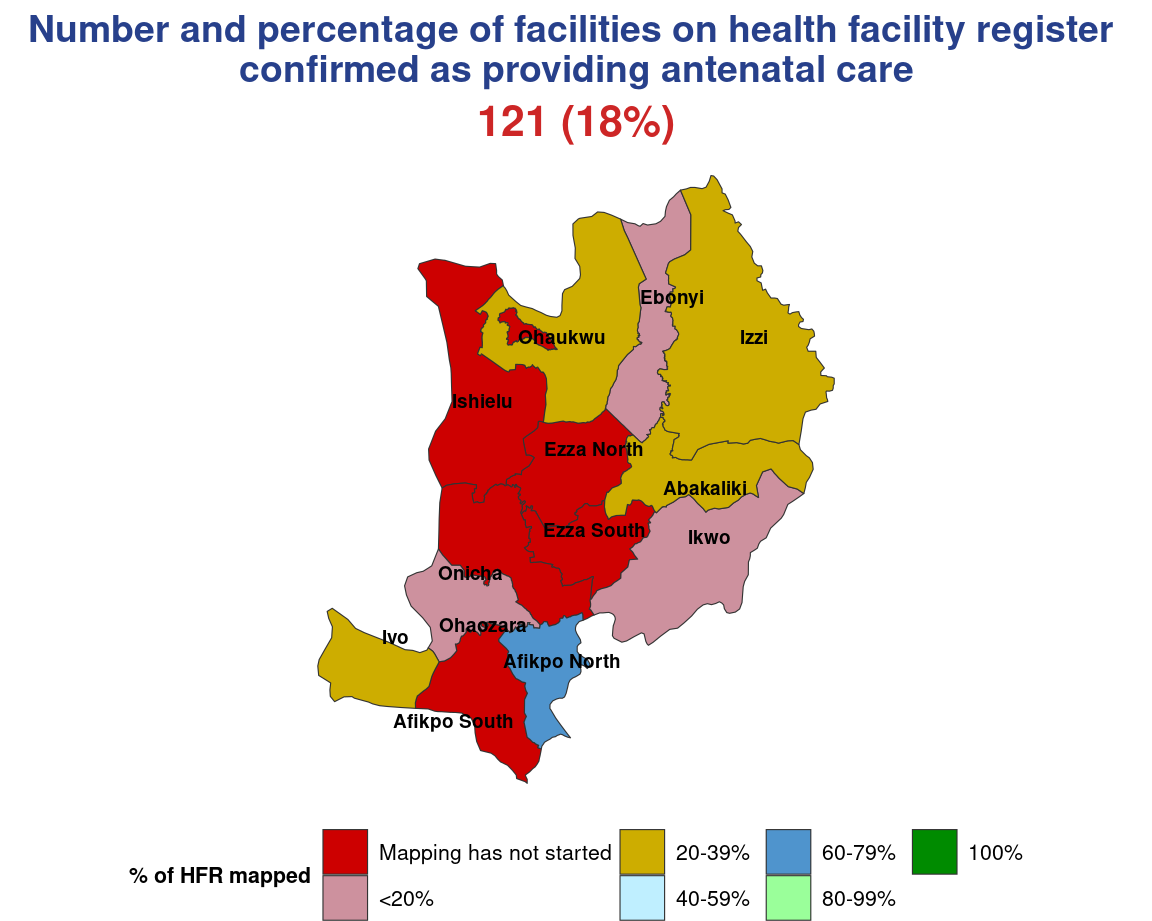 Number and percentage of facilities on health facility register
confirmed as providing antenatal care
121 (18%)
Ebonyi
Ohaukwu
Izzi
Ishielu
Ezza North
Abakaliki
Ezza South
Ikwo
Onicha
Ohaozara
Ivo
Afikpo North
Afikpo South
% of HFR mapped
Mapping has not started
20-39%
60-79%
100%
<20%
40-59%
80-99%